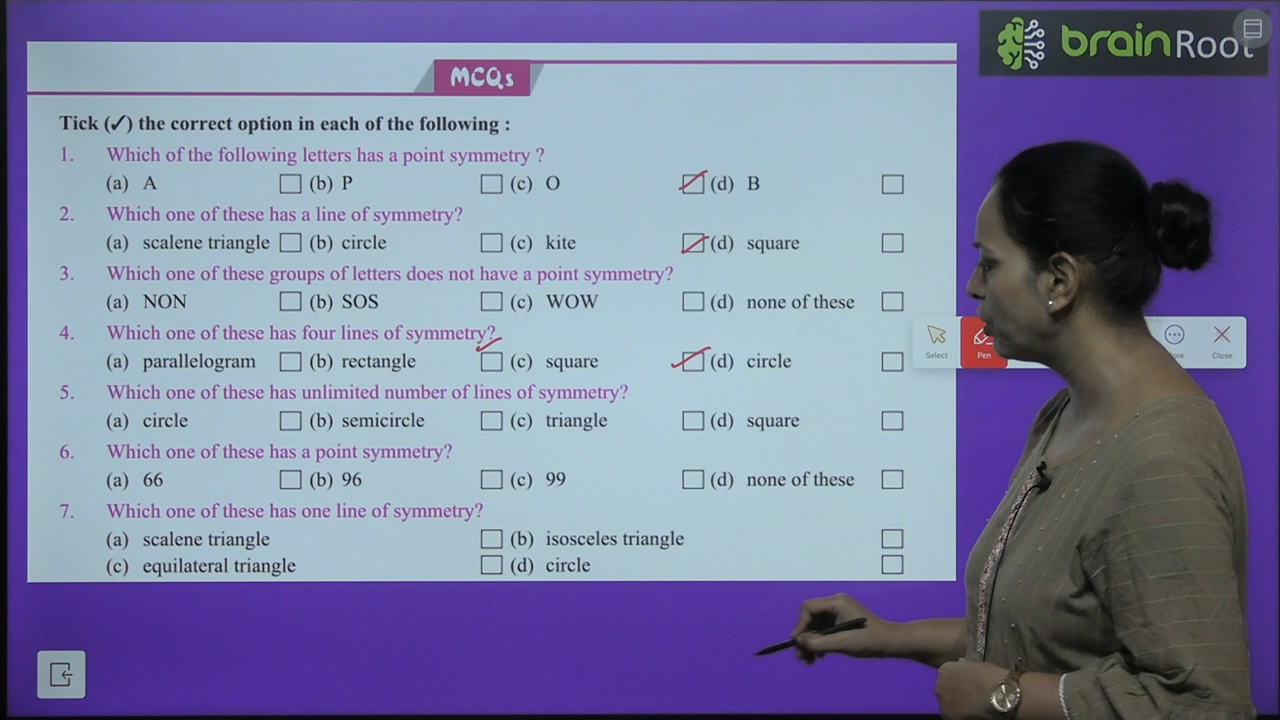 brainRoot
MCQs
Tick (✓) the correct option in each of the following :
1. Which of the following letters has a point symmetry ?
(a) A (b) P (c) O (d) B
2. Which one of these has a line of symmetry?
(a) scalene triangle (b) circle (c) kite (d) square
3. Which one of these groups of letters does not have a point symmetry?
(a) NON (b) SOS (c) WOW (d) none of these
4. Which one of these has four lines of symmetry?
(a) parallelogram (b) rectangle (c) square (d) circle
5. Which one of these has unlimited number of lines of symmetry?
(a) circle (b) semicircle (c) triangle (d) square
6. Which one of these has a point symmetry?
(a) 66 (b) 96 (c) 99 (d) none of these
7. Which one of these has one line of symmetry?
(a) scalene triangle (b) isosceles triangle
(c) equilateral triangle (d) circle
Select Pen Close